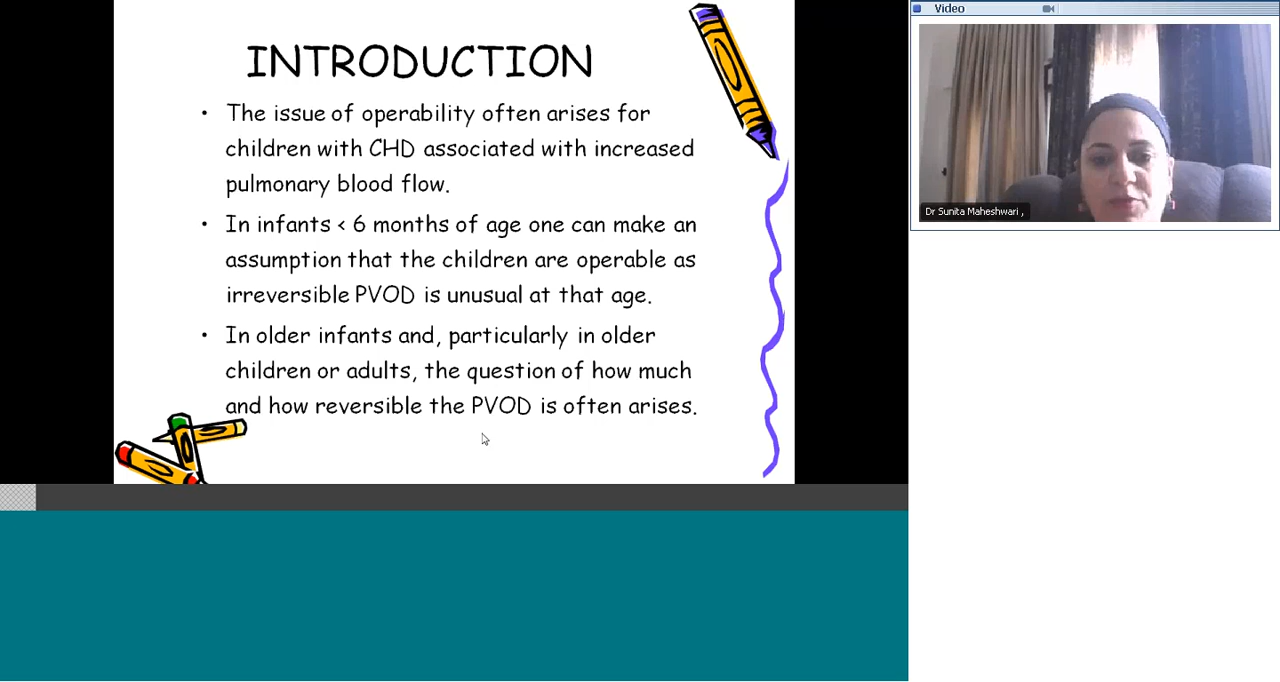 INTRODUCTION
• The issue of operability often arises for
children with CHD associated with increased
pulmonary blood flow.
• In infants < 6 months of age one can make an
assumption that the children are operable as
irreversible PVOD is unusual at that age.
• In older infants and, particularly in older
children or adults, the question of how much
and how reversible the PVOD is often arises.
Video
Dr Sunita Maheshwari ,